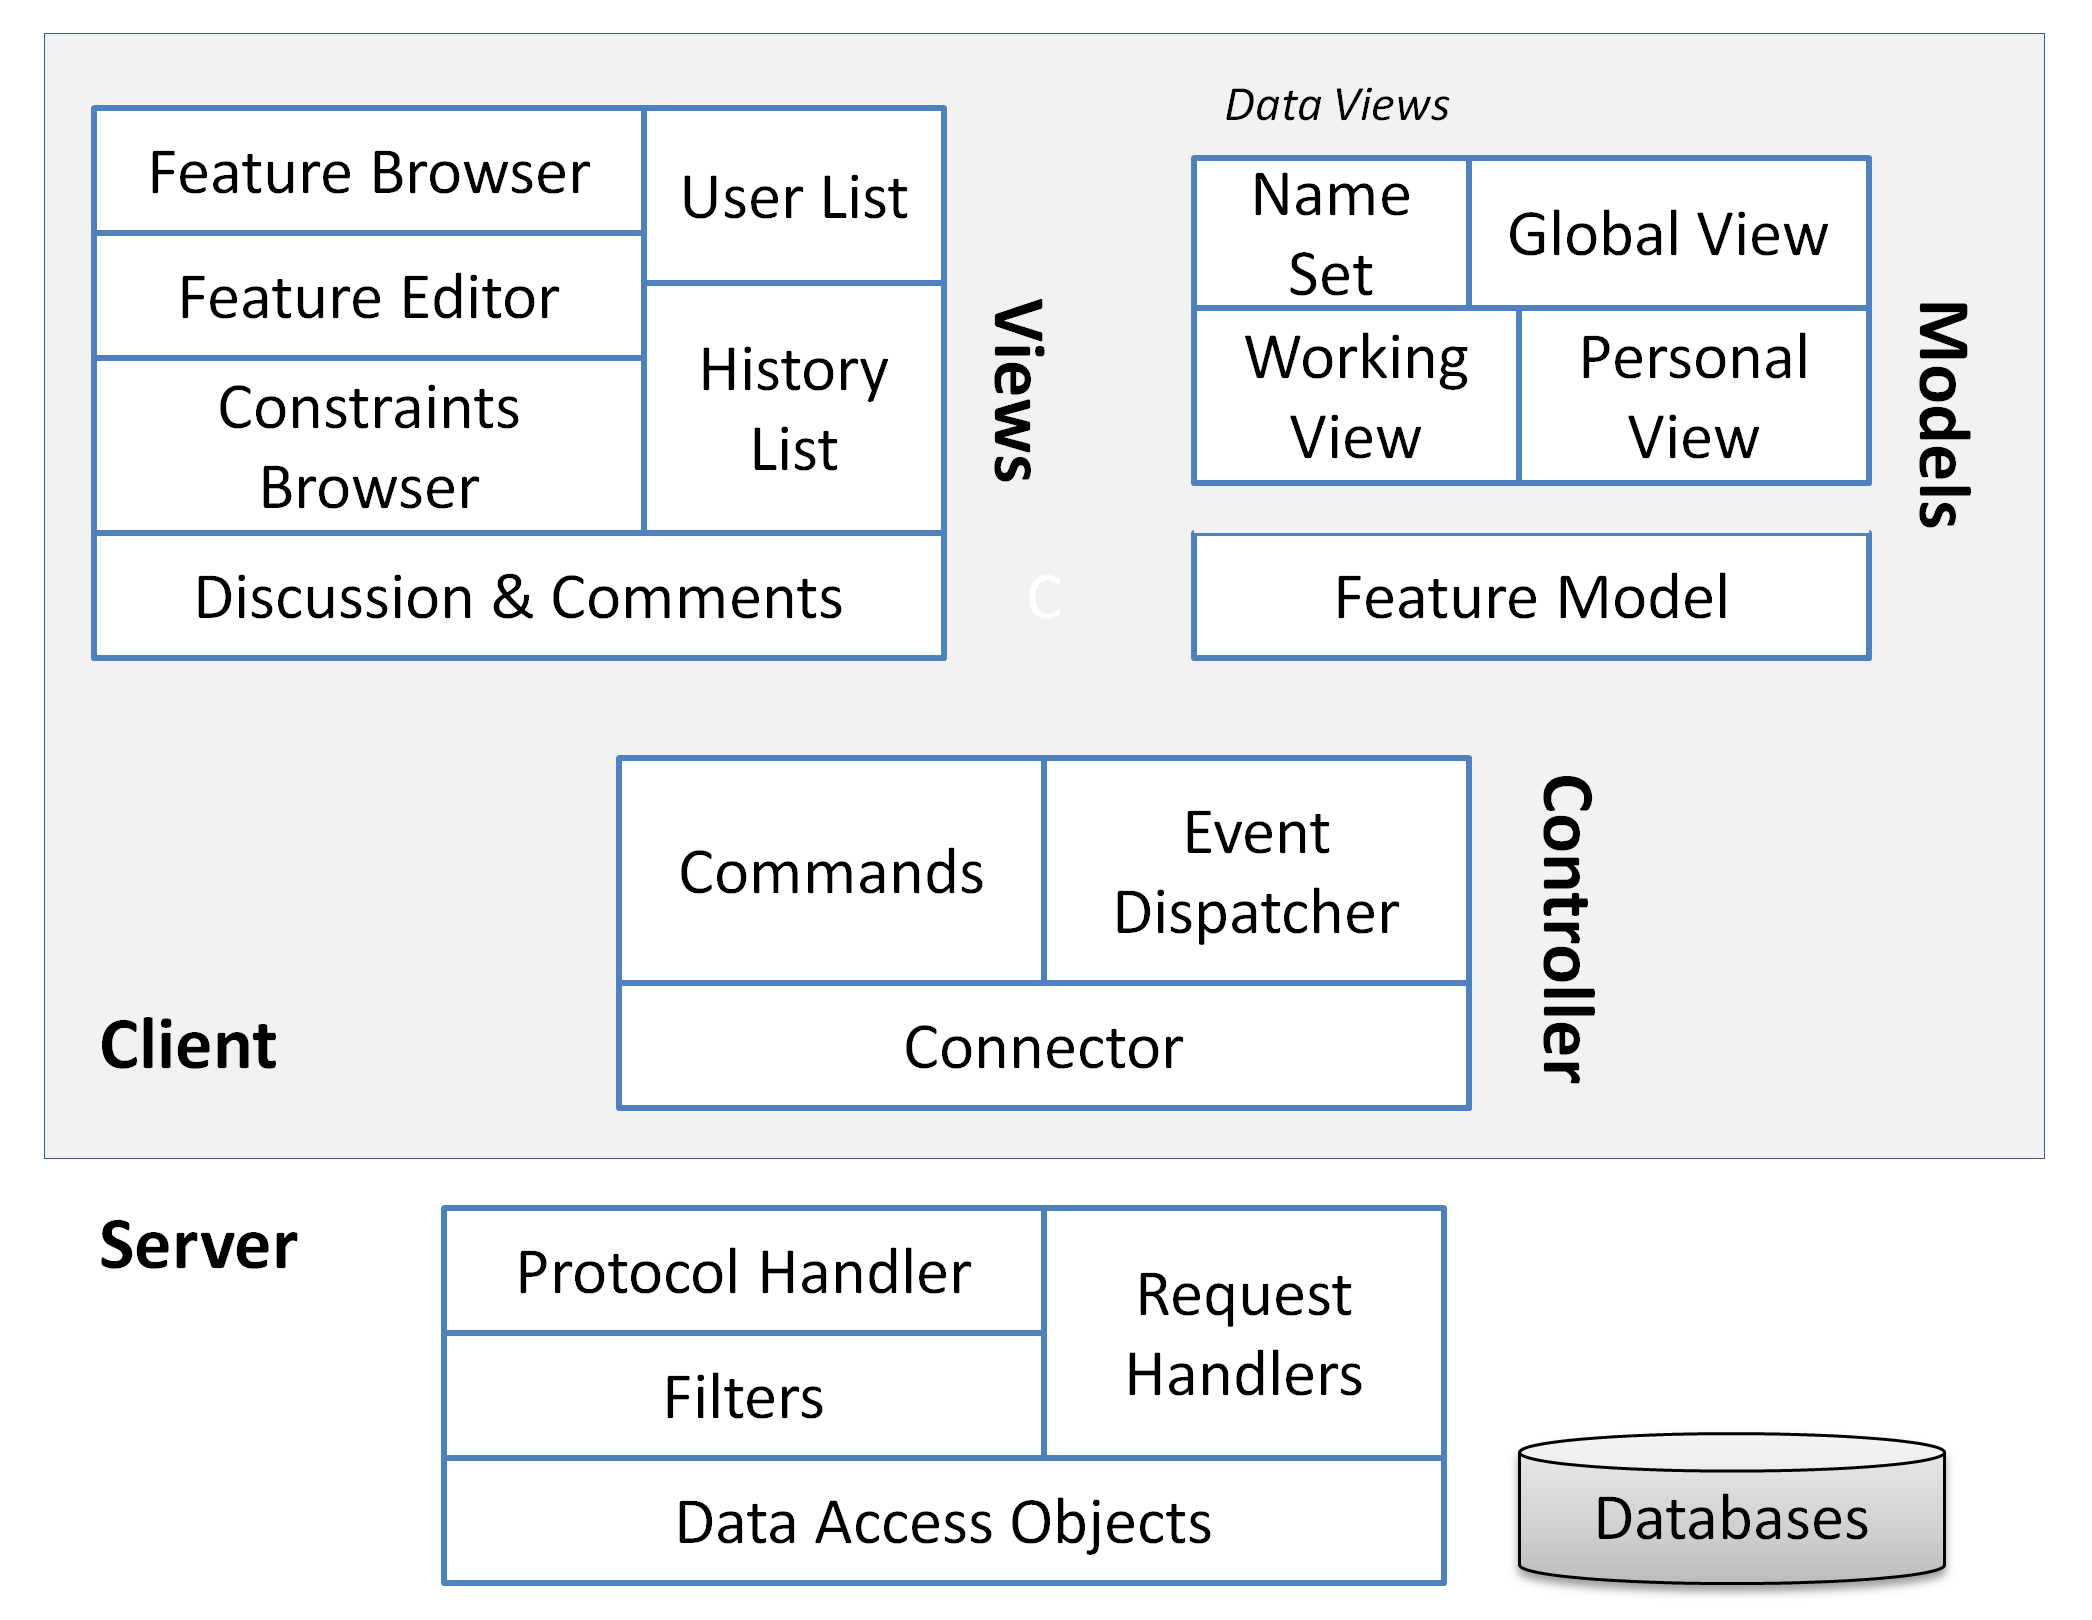 Feature Browser
User List
Feature Editor
History
List
Constraints
Browser
Discussion & Comments
Views
Data Views
Name
Set
Global View
Working
View
Personal
View
Models
C
Feature Model
Commands
Event
Dispatcher
Connector
Controller
Client
Server
Protocol Handler
Request
Handlers
Filters
Data Access Objects
Databases